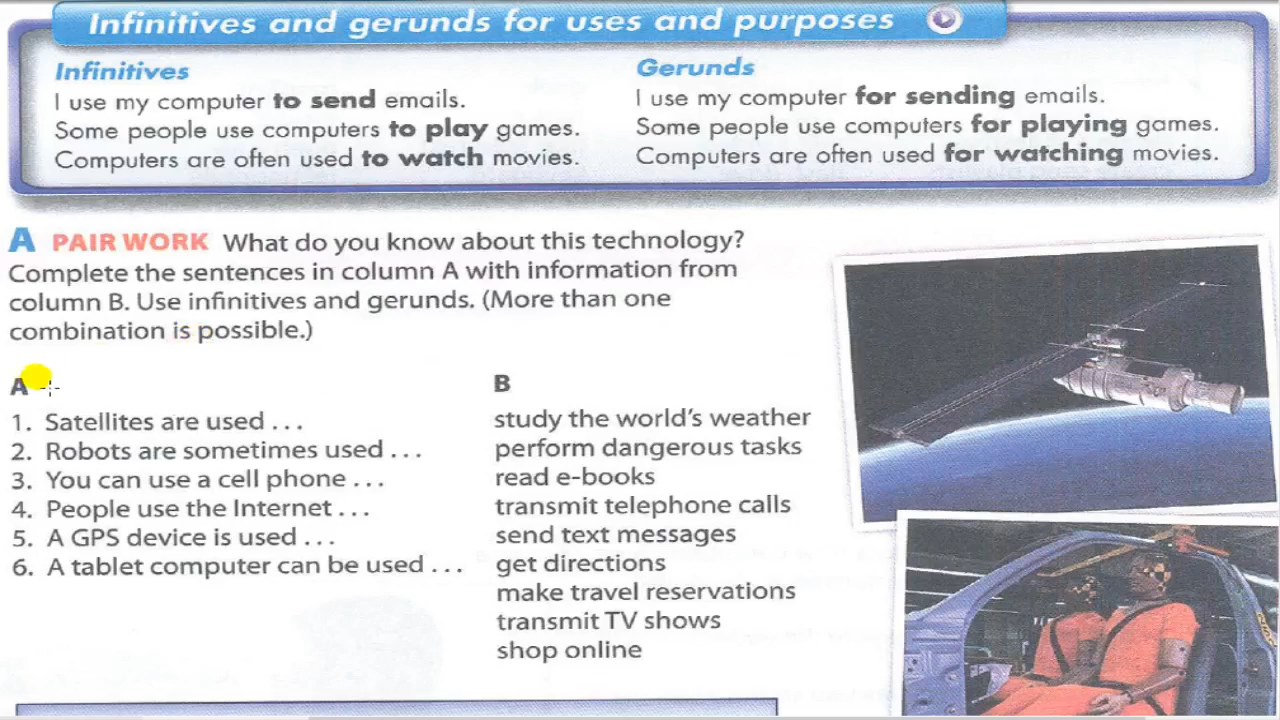 Infinitives and gerunds for uses and purposes
Infinitives
I use my computer to send emails.
Some people use computers to play games.
Computers are often used to watch movies.
Gerunds
I use my computer for sending emails.
Some people use computers for playing games.
Computers are often used for watching movies.
A PAIR WORK What do you know about this technology?
Complete the sentences in column A with information from
column B. Use infinitives and gerunds. (More than one
combination is possible.)
A
1. Satellites are used . . .
2. Robots are sometimes used . . .
3. You can use a cell phone . . .
4. People use the Internet . . .
5. A GPS device is used . . .
6. A tablet computer can be used . . .
B
study the world's weather
perform dangerous tasks
read e-books
transmit telephone calls
send text messages
get directions
make travel reservations
transmit TV shows
shop online